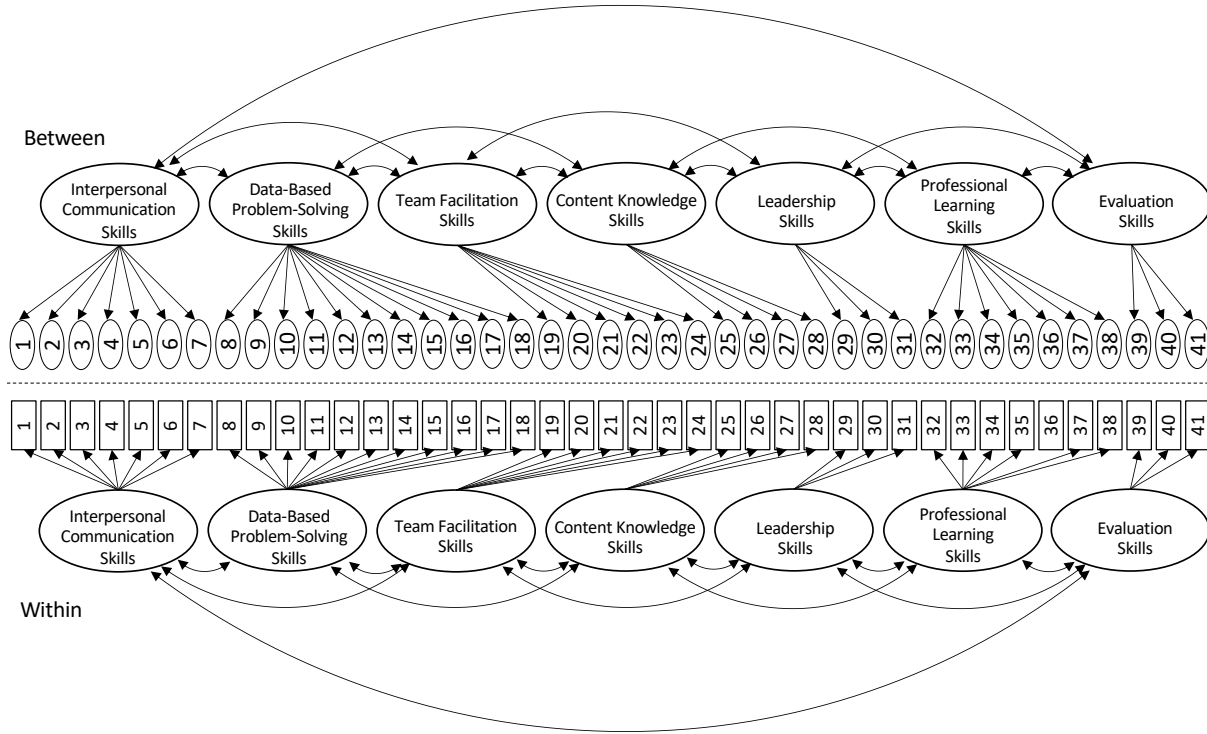 Between
Interpersonal
Communication
Skills
Data-Based
Problem-Solving
Skills
Team Facilitation
Skills
Content Knowledge
Skills
Leadership
Skills
Professional
Learning
Skills
Evaluation
Skills
1 2 3 4 5 6 7 8 9 10 11 12 13 14 15 16 17 18 19 20 21 22 23 24 25 26 27 28 29 30 31 32 33 34 35 36 37 38 39 40 41
1 2 3 4 5 6 7 8 9 10 11 12 13 14 15 16 17 18 19 20 21 22 23 24 25 26 27 28 29 30 31 32 33 34 35 36 37 38 39 40 41
Interpersonal
Communication
Skills
Data-Based
Problem-Solving
Skills
Team Facilitation
Skills
Content Knowledge
Skills
Leadership
Skills
Professional
Learning
Skills
Evaluation
Skills
Within